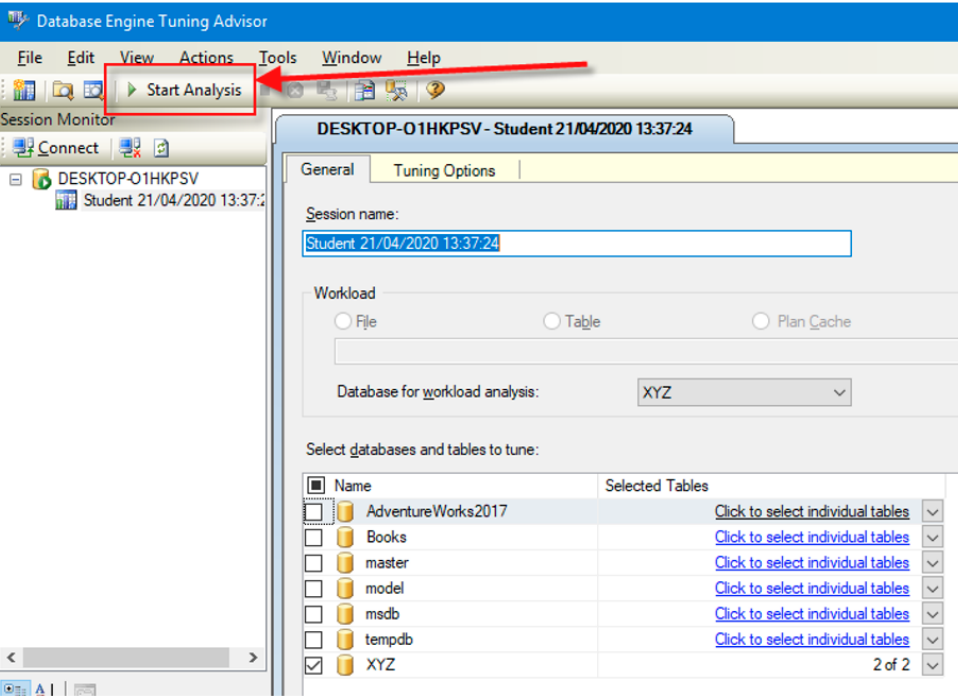 Database Engine Tuning Advisor
File Edit View Actions Tools Window Help
Start Analysis
Session Monitor
Connect
DESKTOP-O1HKPSV
Student 21/04/2020 13:37:2
DESKTOP-O1HKPSV - Student 21/04/2020 13:37:24
General Tuning Options
Session name:
Student 21/04/2020 13:37:24
Workload
File Table Plan Cache
Database for workload analysis: XYZ
Select databases and tables to tune:
Name Selected Tables
AdventureWorks2017 Click to select individual tables
Books Click to select individual tables
master Click to select individual tables
model Click to select individual tables
msdb Click to select individual tables
tempdb Click to select individual tables
XYZ 2 of 2